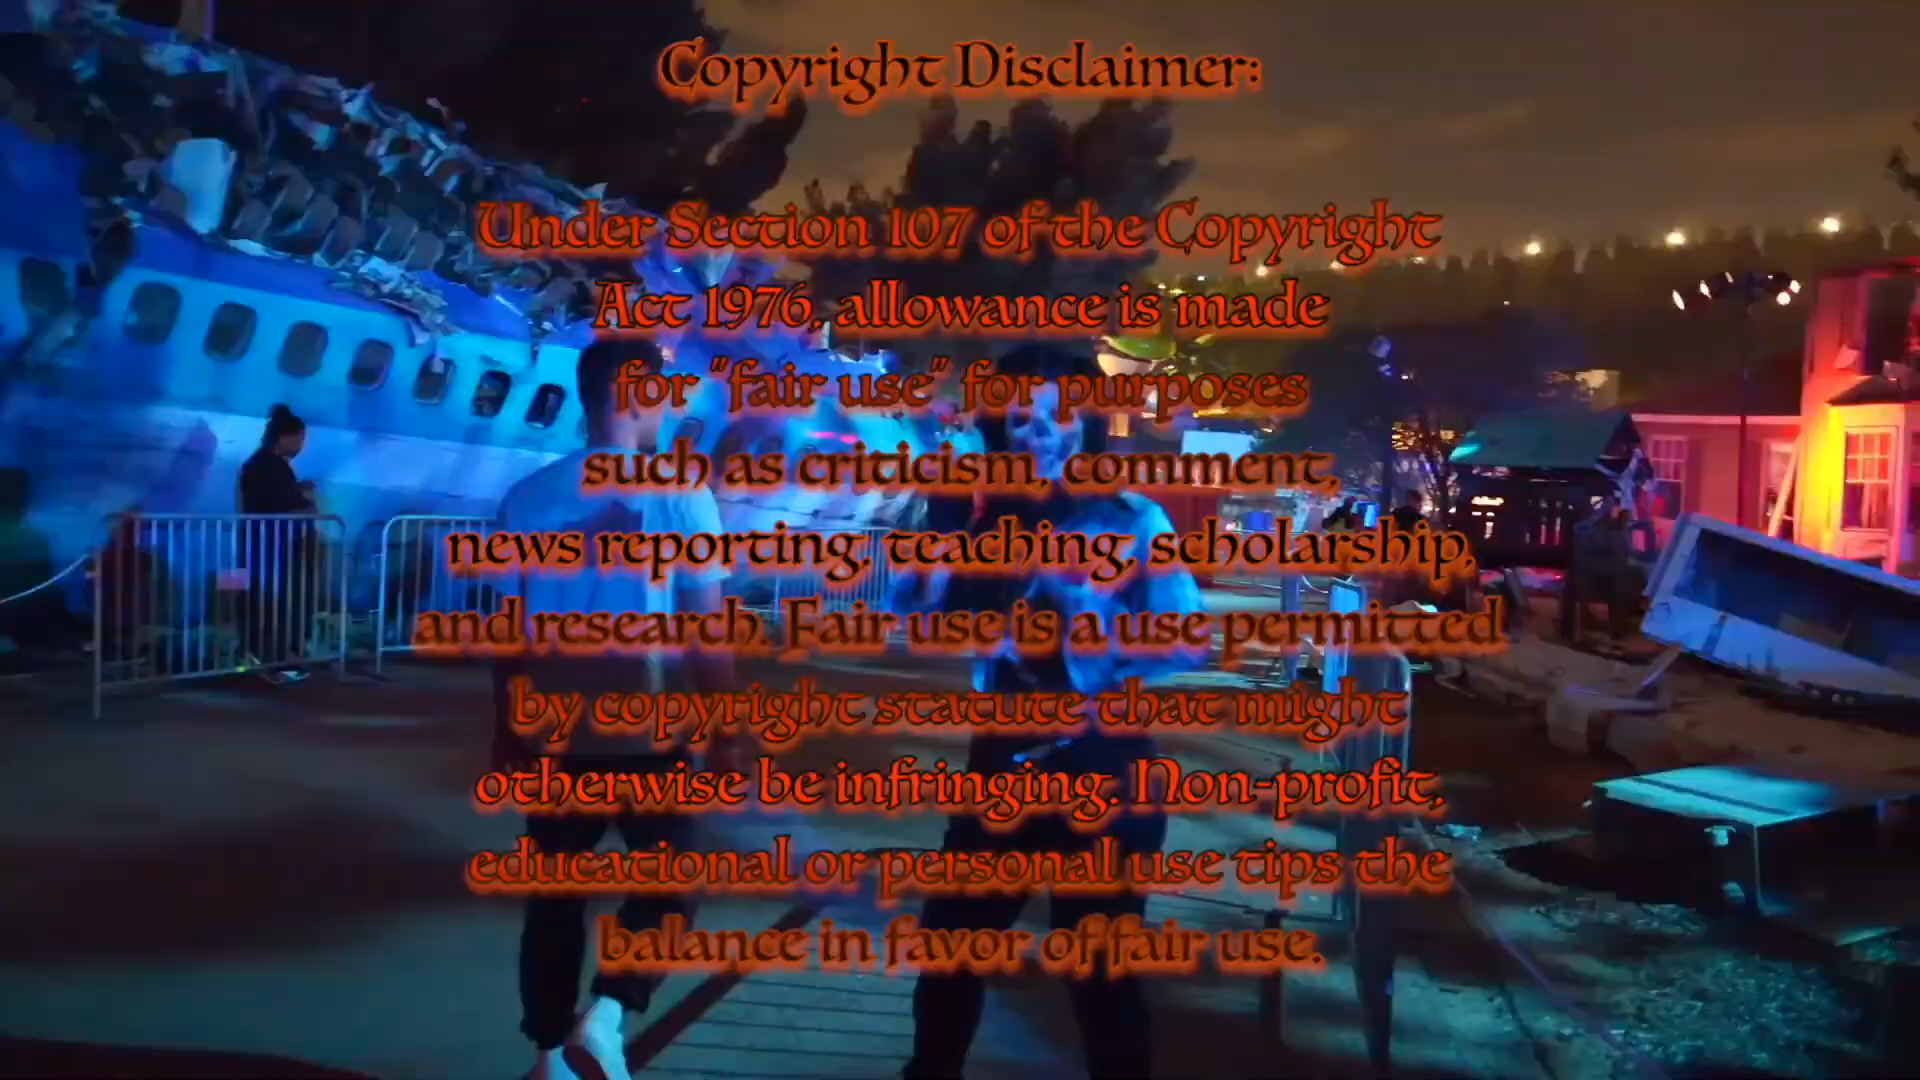 Copyright Disclaimer:
Under Section 107 of the Copyright
Act 1976, allowance is made
for "fair use" for purposes
such as criticism, comment,
news reporting, teaching, scholarship,
and research. Fair use is a use permitted
by copyright statute that might
otherwise be infringing. Non-profit,
educational or personal use tips the
balance in favor of fair use.